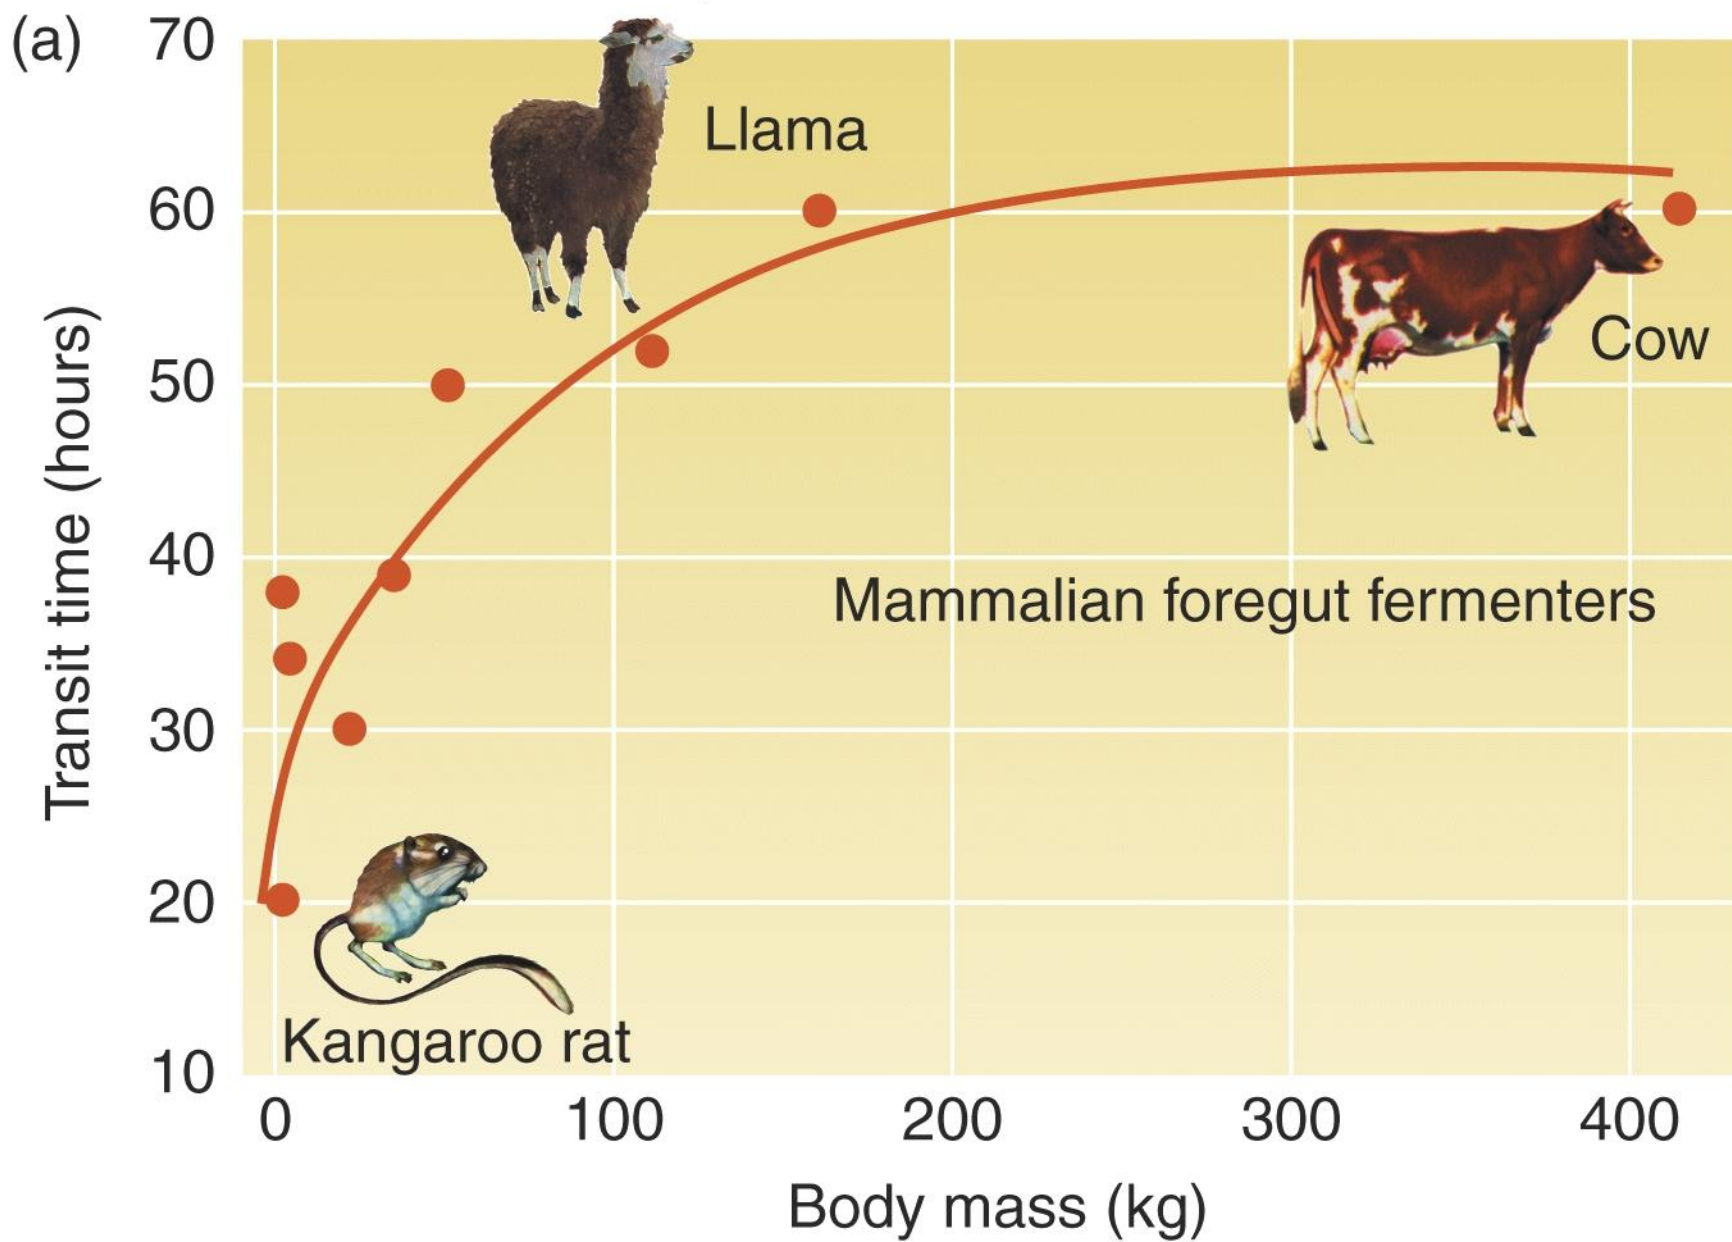 (a)
70
60
50
40
30
20
10
Transit time (hours)
Llama
Cow
Mammalian foregut fermenters
Kangaroo rat
0 100 200 300 400
Body mass (kg)